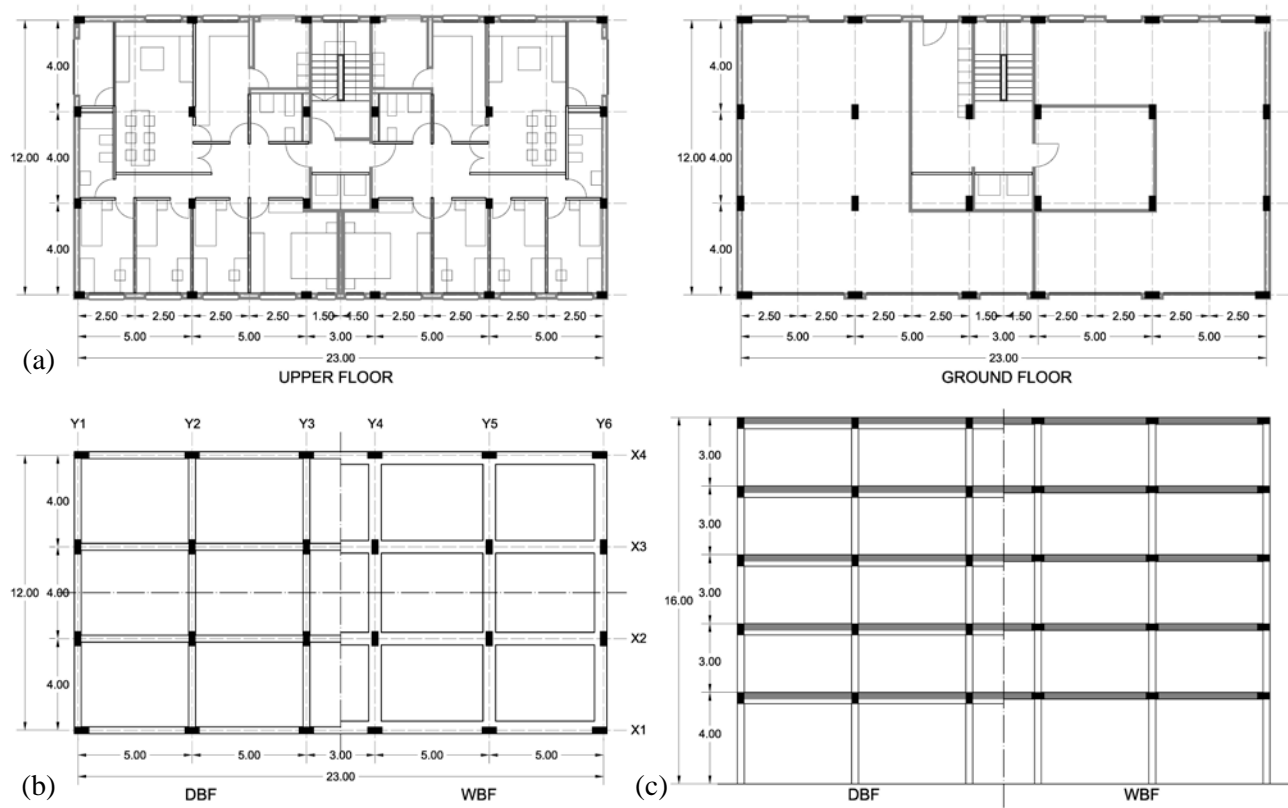 4.00
4.00
4.00
12.00
2.50 2.50 2.50 2.50 1.50 1.50 2.50 2.50 2.50 2.50
5.00 5.00 3.00 5.00 5.00
23.00
(a)
UPPER FLOOR
4.00
12.00 4.00
4.00
2.50 2.50 2.50 2.50 1.50 1.50 2.50 2.50 2.50 2.50
5.00 5.00 3.00 5.00 5.00
23.00
GROUND FLOOR
Y1 Y2 Y3 Y4 Y5 Y6
X4
4.00
X3
12.00 4.00
X2
4.00
X1
5.00 5.00 3.00 5.00 5.00
23.00
(b)
DBF WBF
3.00
3.00
3.00
16.00
3.00
4.00
(c)
DBF WBF